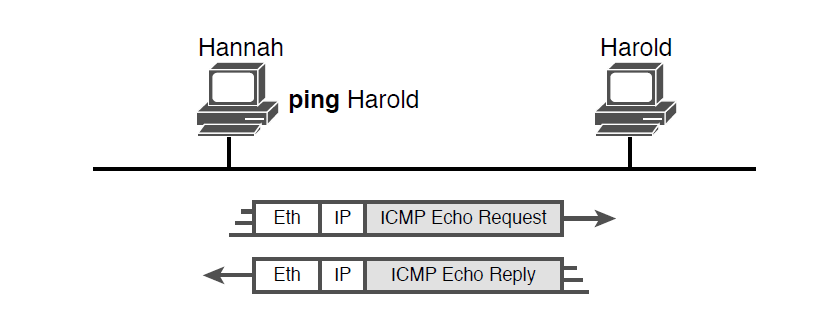 Hannah
Harold
ping Harold
Eth IP ICMP Echo Request
Eth IP ICMP Echo Reply